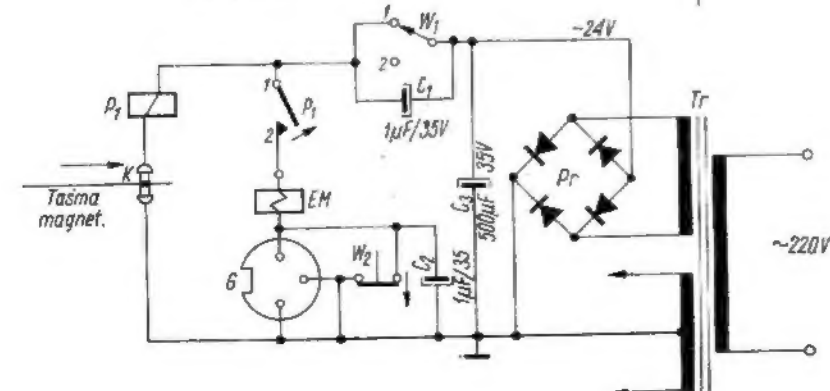 1
W1
2
C1
1μF/35V
-24V
Tr
P1
1
P1
2
K
Taśma
magnet.
EM
G
W2
C2
1μF/35
C3
500μF
35V
Pr
~220V